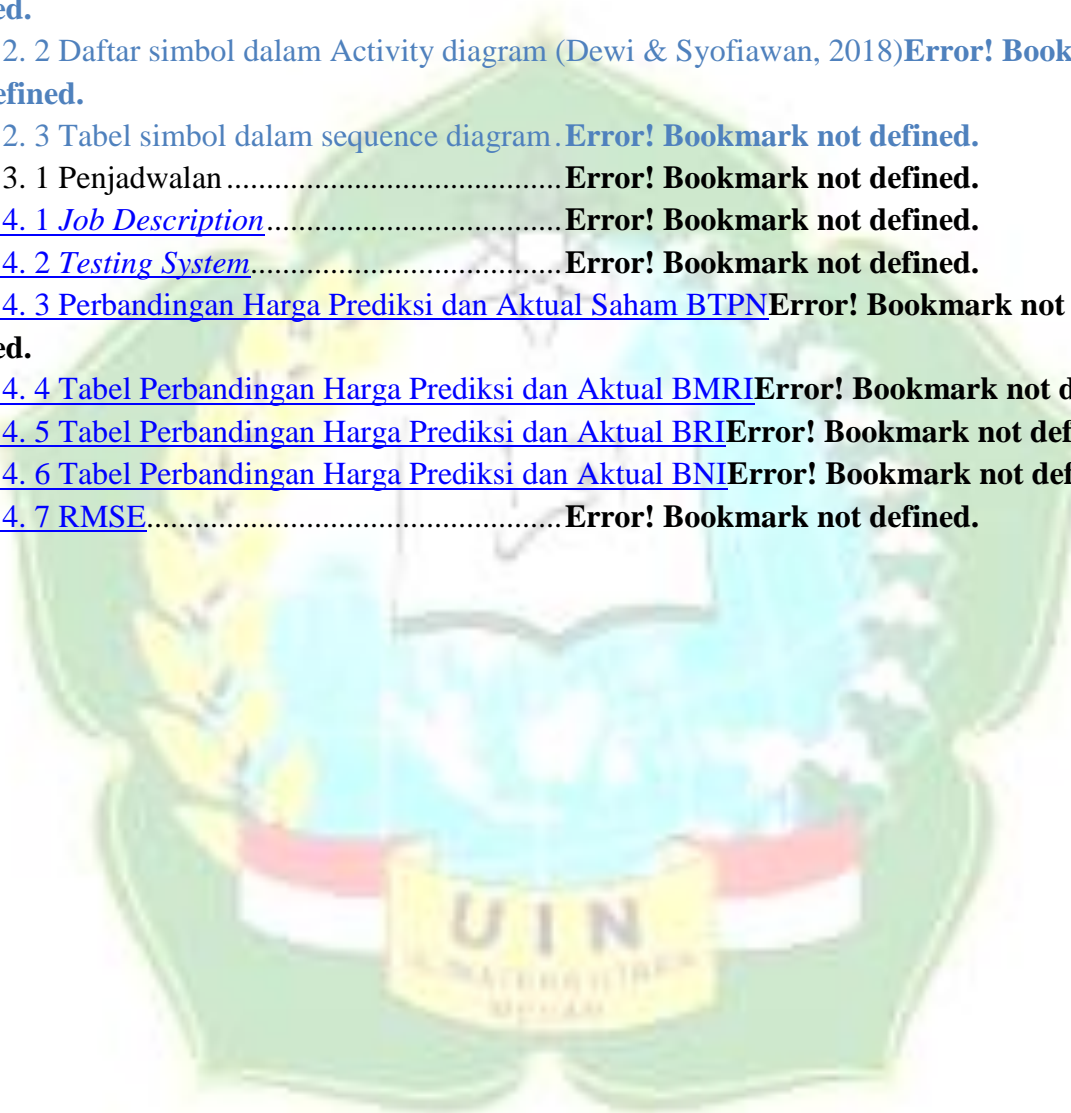 ed.
2. 2 Daftar simbol dalam Activity diagram (Dewi & Syofiawan, 2018)Error! Book
efined.
2. 3 Tabel simbol dalam sequence diagram.Error! Bookmark not defined.
3. 1 Penjadwalan................................Error! Bookmark not defined.
4. 1 Job Description............................Error! Bookmark not defined.
4. 2 Testing System.............................Error! Bookmark not defined.
4. 3 Perbandingan Harga Prediksi dan Aktual Saham BTPNError! Bookmark not
ed.
4. 4 Tabel Perbandingan Harga Prediksi dan Aktual BMRIError! Bookmark not d
4. 5 Tabel Perbandingan Harga Prediksi dan Aktual BRIError! Bookmark not def
4. 6 Tabel Perbandingan Harga Prediksi dan Aktual BNIError! Bookmark not def
4. 7 RMSE.......................................Error! Bookmark not defined.
UIN
SUMATERA UTARA
MEDAN